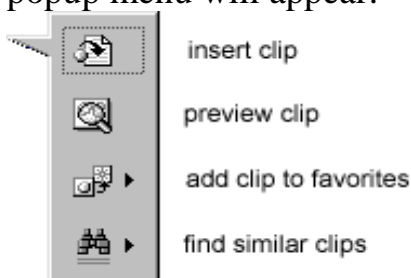 popup menu will appear.
insert clip
preview clip
add clip to favorites
find similar clips